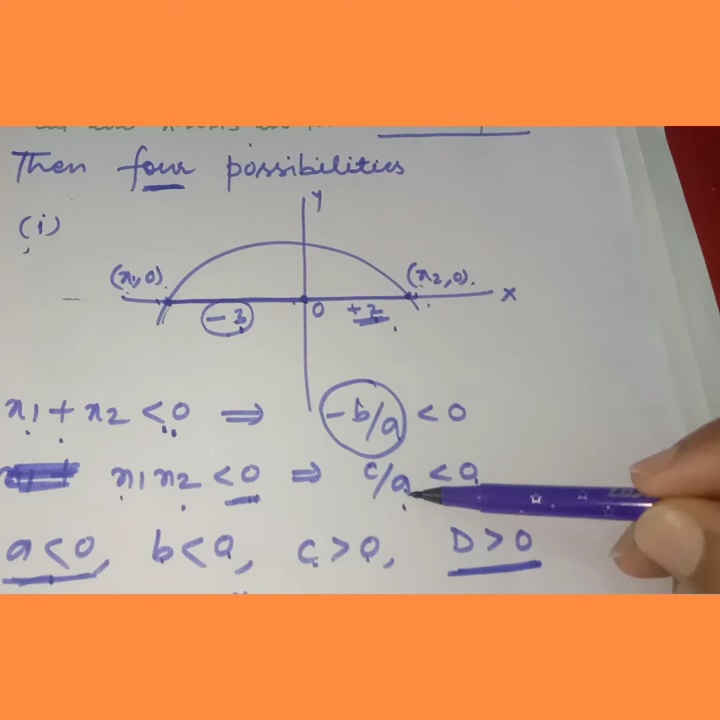 Then four possibilities
(i)
y
(x1,0) (x2,0)
-3 0 +2 x
x1 + x2 < 0 ⇒ -b/a < 0
x1 x2 < 0 ⇒ c/a < 0
a < 0, b < 0, c > 0, D > 0